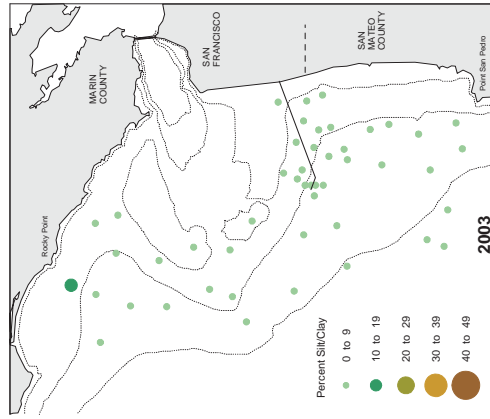 Rocky Point
MARIN
COUNTY
SAN
FRANCISCO
SAN
MATEO
COUNTY
Point San Pedro
Percent Silt/Clay
0 to 9
10 to 19
20 to 29
30 to 39
40 to 49
2003